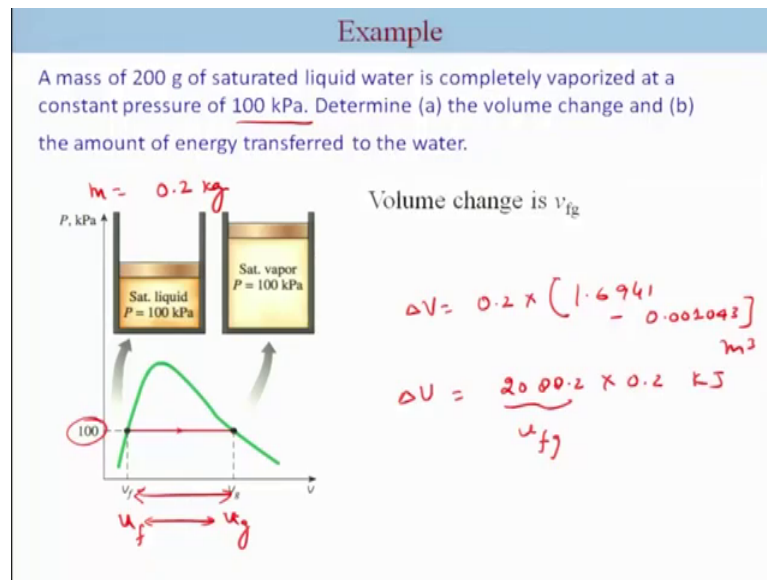 Example
A mass of 200 g of saturated liquid water is completely vaporized at a
constant pressure of 100 kPa. Determine (a) the volume change and (b)
the amount of energy transferred to the water.
m = 0.2 kg
Volume change is vfg
P, kPa
Sat. liquid
P = 100 kPa
Sat. vapor
P = 100 kPa
ΔV = 0.2 × [1.6941
- 0.001043]
m3
ΔU = 2000.2 × 0.2 kJ
ufg
100
vf vg v
uf ug